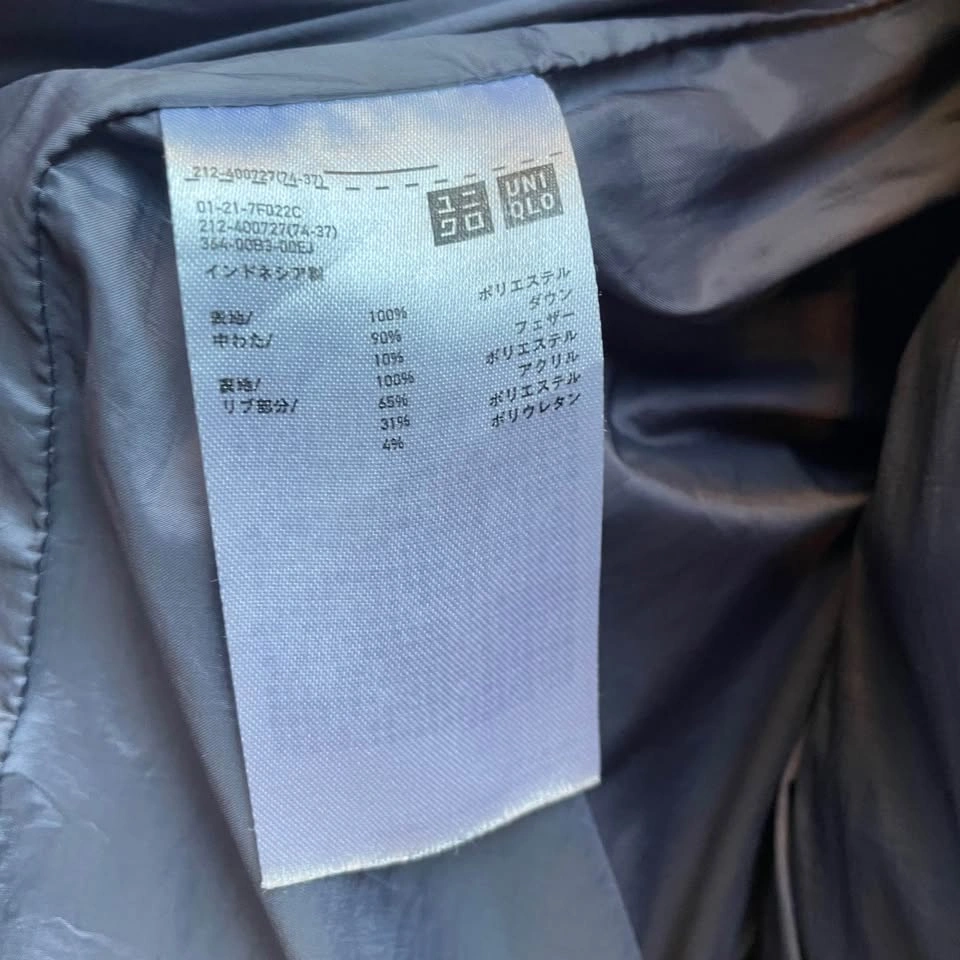 212-400727(74-37)
ユニクロ
UNIQLO
01-21-7F022C
212-400727(74-37)
364-00B3-00EJ
インドネシア製
表地/ 100% ポリエステル
中わた/ 90% ダウン
10% フェザー
裏地/ 100% ポリエステル
リブ部分/ 65% アクリル
31% ポリエステル
4% ポリウレタン